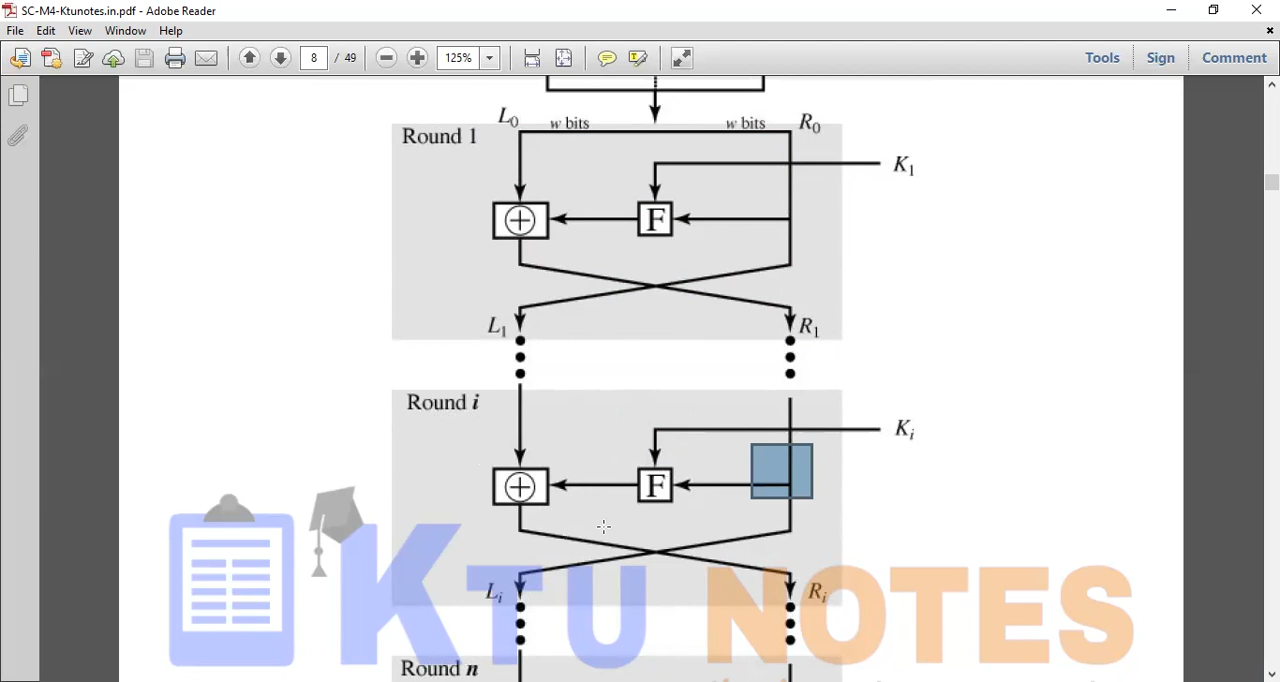 SC-M4-Ktunotes.in.pdf - Adobe Reader
File Edit View Window Help
8 / 49 125% Tools Sign Comment
L0 w bits w bits R0
Round 1
K1
F
L1 R1
Round i
Ki
F
Li Ri
KTU NOTES
Round n